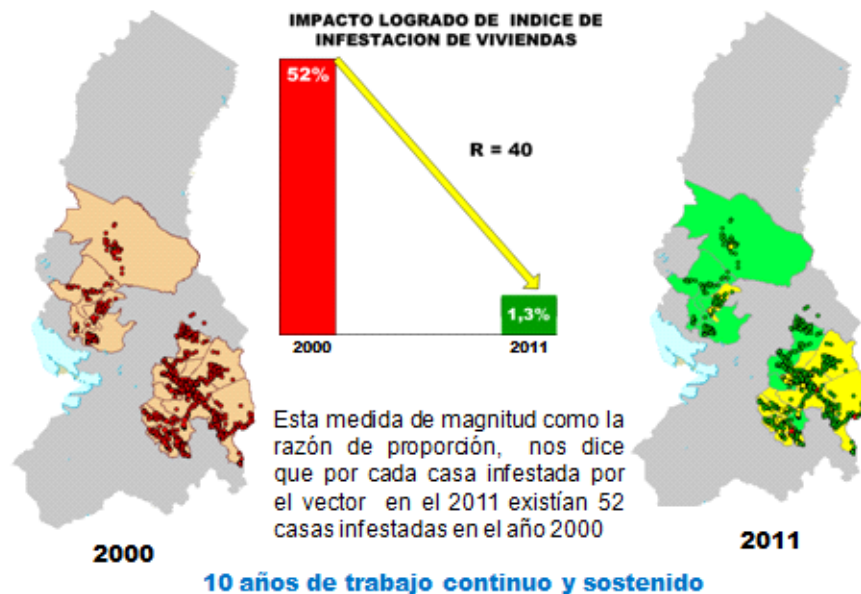 IMPACTO LOGRADO DE INDICE DE
INFESTACION DE VIVIENDAS
52%
R = 40
1,3%
2000
2011
Esta medida de magnitud como la
razón de proporción, nos dice
que por cada casa infestada por
el vector en el 2011 existían 52
casas infestadas en el año 2000
2000
2011
10 años de trabajo continuo y sostenido